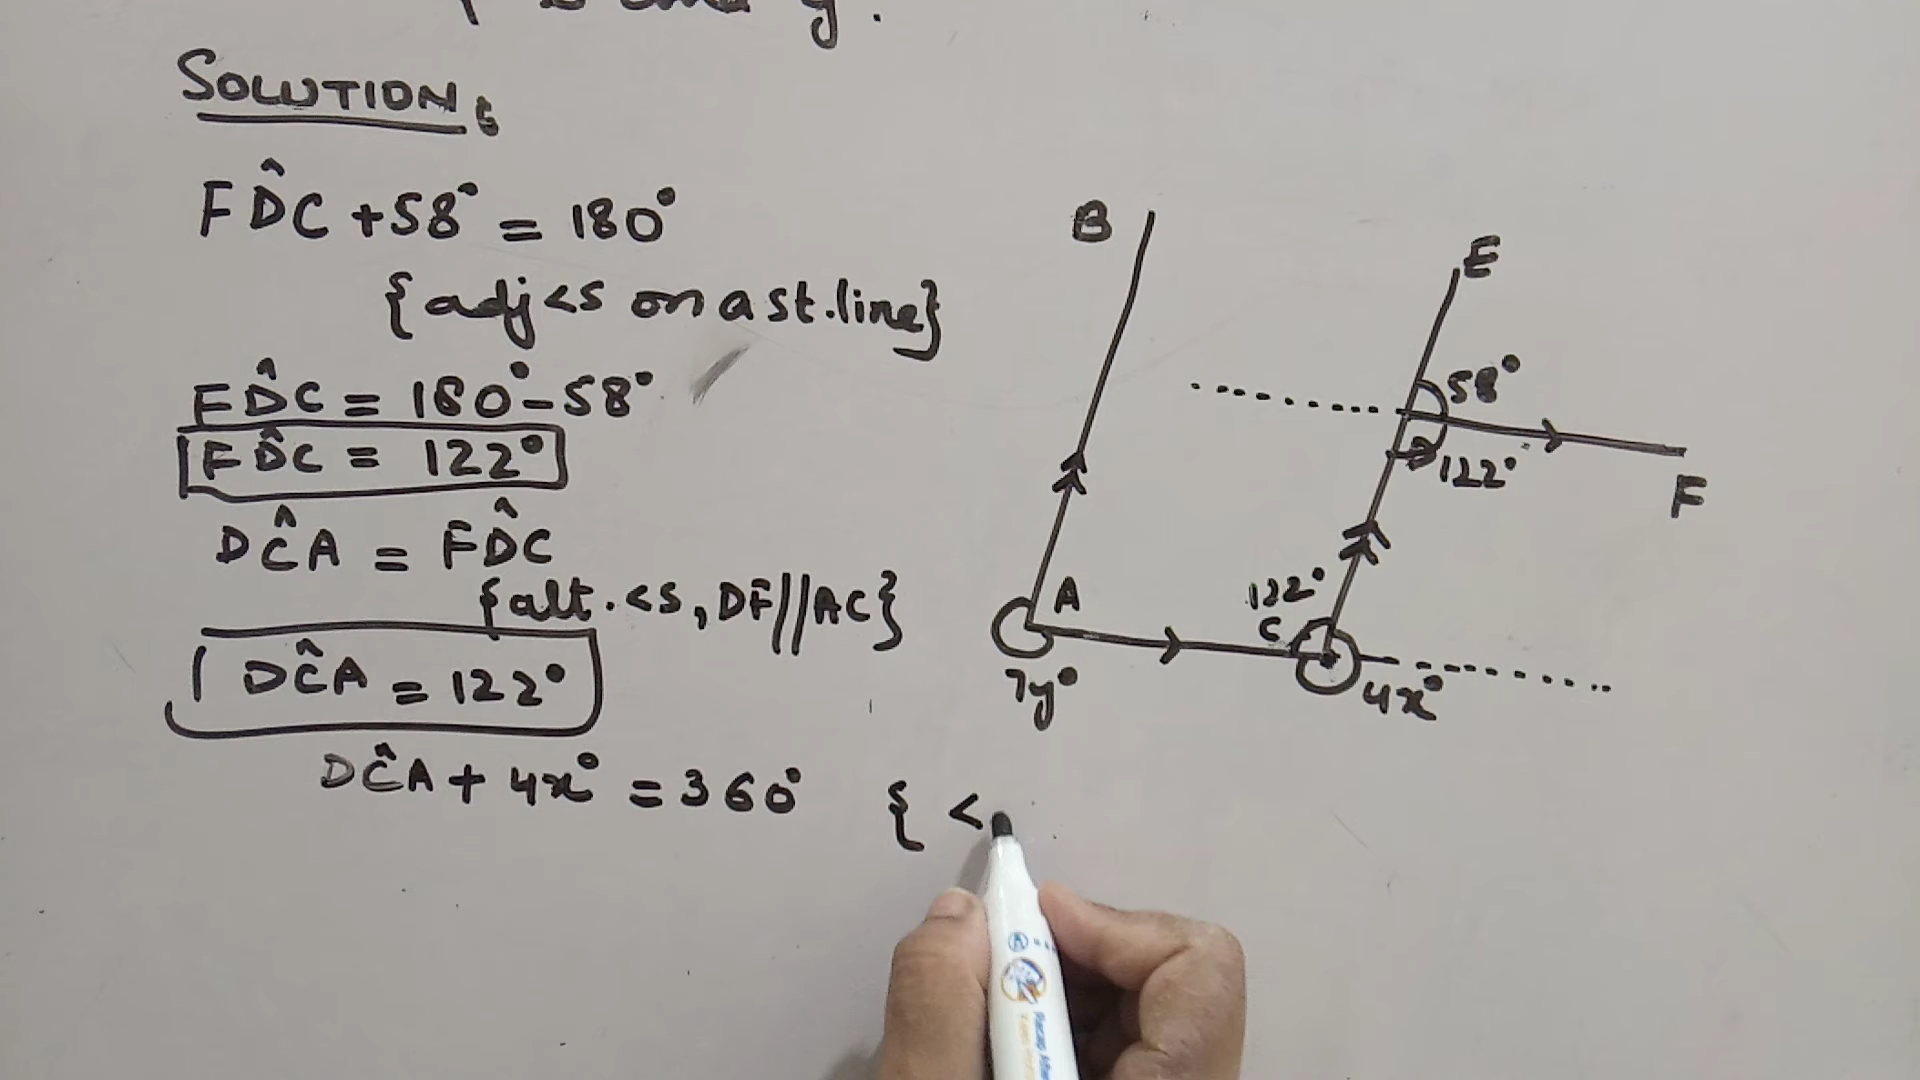 SOLUTION:
FD̂C + 58° = 180°
{adj <s on a st. line}
FD̂C = 180° - 58°
FD̂C = 122°
DĈA = FD̂C
{alt. <s, DF//AC}
DĈA = 122°
DĈA + 4x° = 360° { <
B
E
58°
D 122°
F
122°
A
C
7y°
4x°